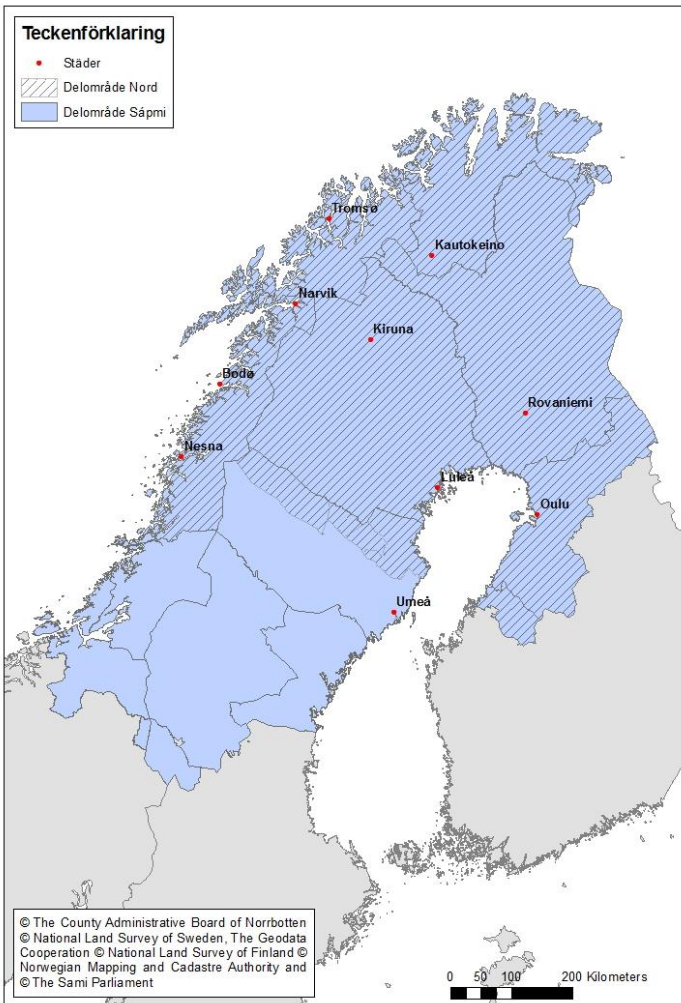 Teckenförklaring
Städer
Delområde Nord
Delområde Sápmi
Tromsø
Kautokeino
Narvik
Kiruna
Bodø
Rovaniemi
Nesna
Luleå
Oulu
Umeå
© The County Administrative Board of Norrbotten
© National Land Survey of Sweden, The Geodata
Cooperation © National Land Survey of Finland ©
Norwegian Mapping and Cadastre Authority and
© The Sami Parliament
0 50 100 200 Kilometers